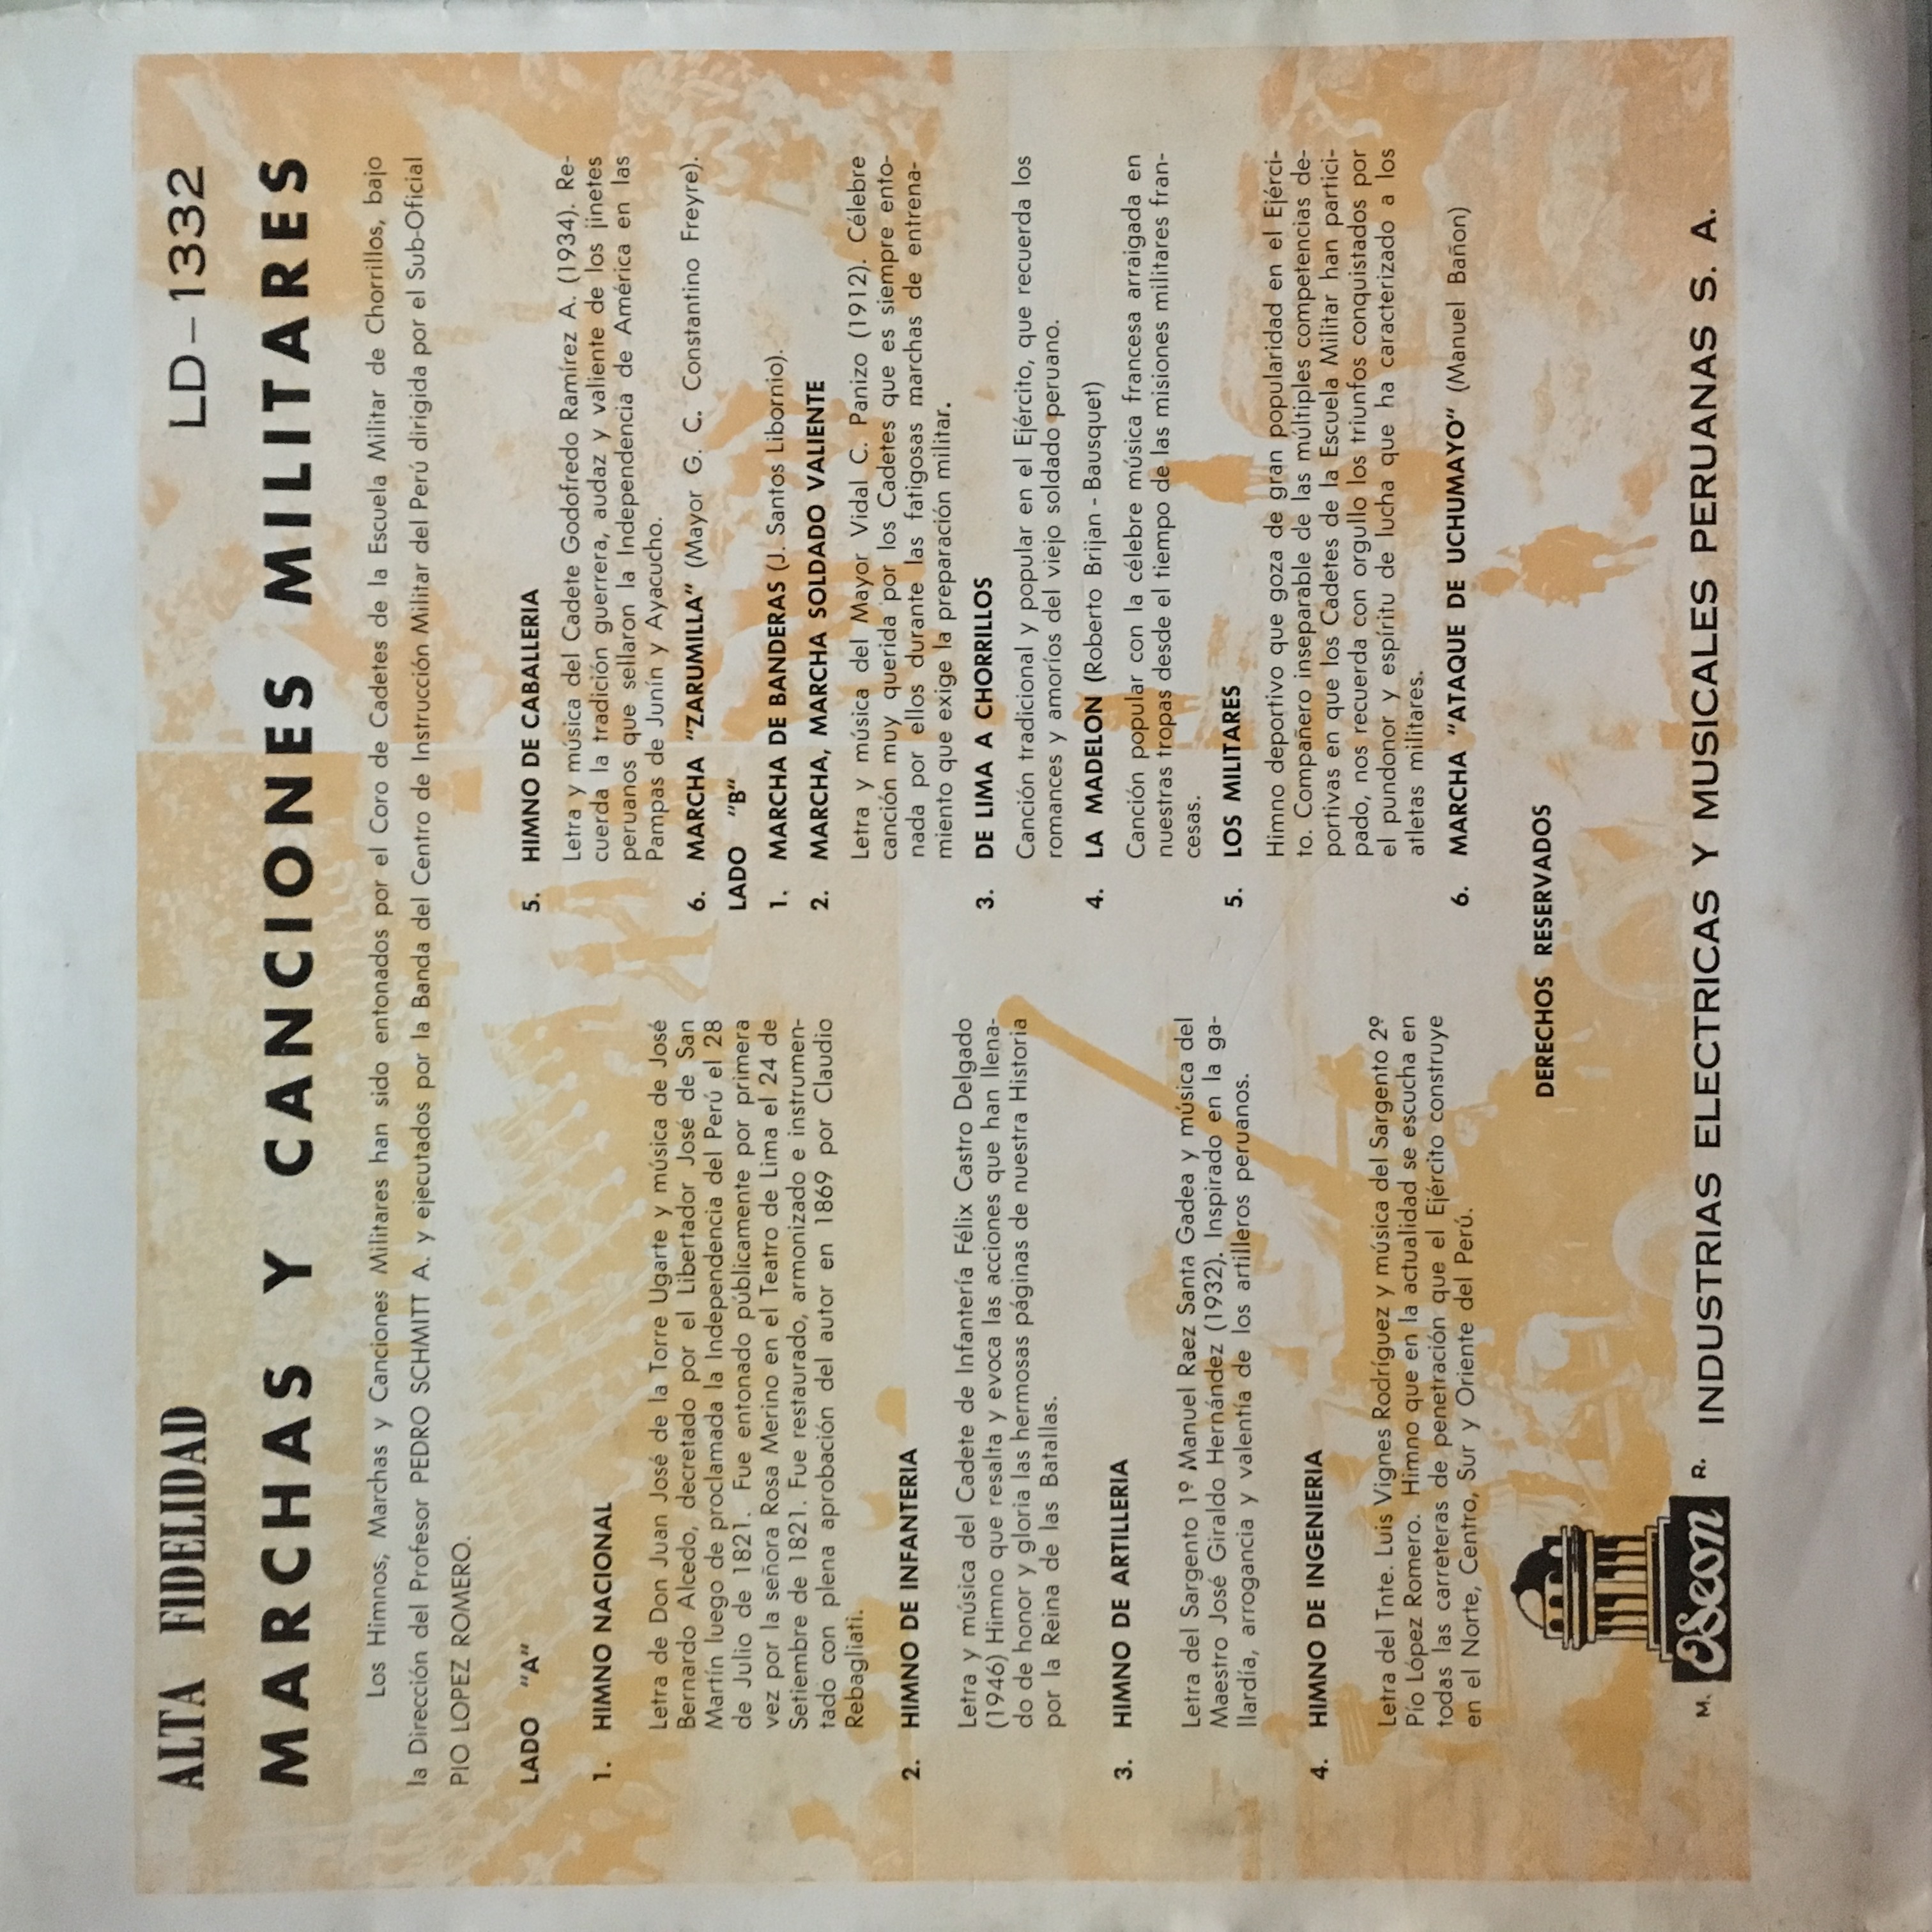 ALTA FIDELIDAD LD-1332
MARCHAS Y CANCIONES MILITARES
Los Himnos, Marchas y Canciones Militares han sido entonados por el Coro de Cadetes de la Escuela Militar de Chorrillos, bajo
la Dirección del Profesor PEDRO SCHMITT A. y ejecutados por la Banda del Centro de Instrucción Militar del Perú dirigida por el Sub-Oficial
PIO LOPEZ ROMERO.
LADO "A"
1. HIMNO NACIONAL
Letra de Don Juan José de la Torre Ugarte y música de José
Bernardo Alcedo, decretado por el Libertador José de San
Martín luego de proclamada la Independencia del Perú el 28
de Julio de 1821. Fue entonado públicamente por primera
vez por la señora Rosa Merino en el Teatro de Lima el 24 de
Setiembre de 1821. Fue restaurado, armonizado e instrumen-
tado con plena aprobación del autor en 1869 por Claudio
Rebagliati.
2. HIMNO DE INFANTERIA
Letra y música del Cadete de Infantería Félix Castro Delgado
(1946) Himno que resalta y evoca las acciones que han llena-
do de honor y gloria las hermosas páginas de nuestra Historia
por la Reina de las Batallas.
3. HIMNO DE ARTILLERIA
Letra del Sargento 1º Manuel Raez Santa Gadea y música del
Maestro José Giraldo Hernández (1932). Inspirado en la ga-
llardía, arrogancia y valentía de los artilleros peruanos.
4. HIMNO DE INGENIERIA
Letra del Tnte. Luis Vignes Rodríguez y música del Sargento 2º
Pío López Romero. Himno que en la actualidad se escucha en
todas las carreteras de penetración que el Ejército construye
en el Norte, Centro, Sur y Oriente del Perú.
5. HIMNO DE CABALLERIA
Letra y música del Cadete Godofredo Ramírez A. (1934). Re-
cuerda la tradición guerrera, audaz y valiente de los jinetes
peruanos que sellaron la Independencia de América en las
Pampas de Junín y Ayacucho.
6. MARCHA "ZARUMILLA" (Mayor G. C. Constantino Freyre).
LADO "B"
1. MARCHA DE BANDERAS (J. Santos Libornio).
2. MARCHA, MARCHA SOLDADO VALIENTE
Letra y música del Mayor Vidal C. Panizo (1912). Célebre
canción muy querida por los Cadetes que es siempre ento-
nada por ellos durante las fatigosas marchas de entrena-
miento que exige la preparación militar.
3. DE LIMA A CHORRILLOS
Canción tradicional y popular en el Ejército, que recuerda los
romances y amoríos del viejo soldado peruano.
4. LA MADELON (Roberto Brijan - Bausquet)
Canción popular con la célebre música francesa arraigada en
nuestras tropas desde el tiempo de las misiones militares fran-
cesas.
5. LOS MILITARES
Himno deportivo que goza de gran popularidad en el Ejérci-
to. Compañero inseparable de las múltiples competencias de-
portivas en que los Cadetes de la Escuela Militar han partici-
pado, nos recuerda con orgullo los triunfos conquistados por
el pundonor y espíritu de lucha que ha caracterizado a los
atletas militares.
6. MARCHA "ATAQUE DE UCHUMAYO" (Manuel Bañon)
DERECHOS RESERVADOS
M. Odeon R. INDUSTRIAS ELECTRICAS Y MUSICALES PERUANAS S. A.